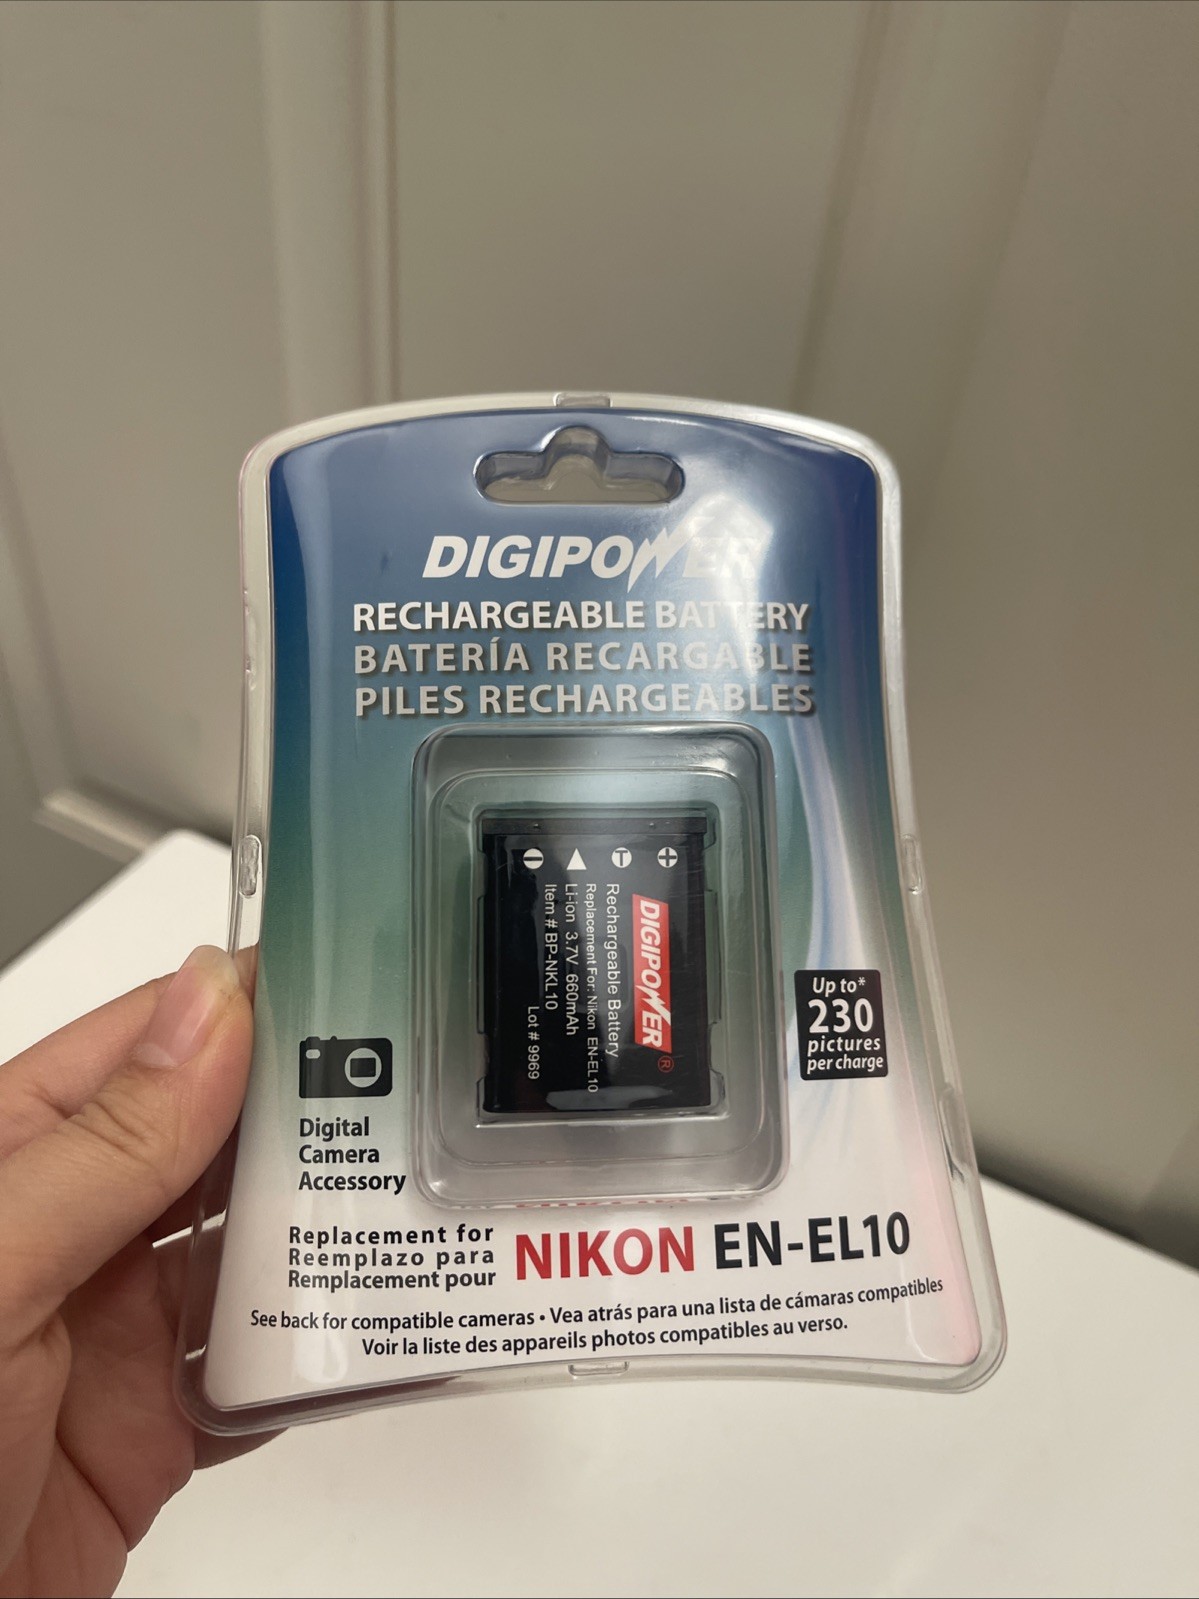 DIGIPOWER
RECHARGEABLE BATTERY
BATERÍA RECARGABLE
PILES RECHARGEABLES
DIGIPOWER®
Rechargeable Battery
Replacement For: Nikon EN-EL10
Li-ion 3.7V 660mAh
Item # BP-NKL10
Lot # 9969
+
T
−
Up to*
230
pictures
per charge
Digital
Camera
Accessory
Replacement for
Reemplazo para
Remplacement pour
NIKON EN-EL10
See back for compatible cameras • Vea atrás para una lista de cámaras compatibles
Voir la liste des appareils photos compatibles au verso.